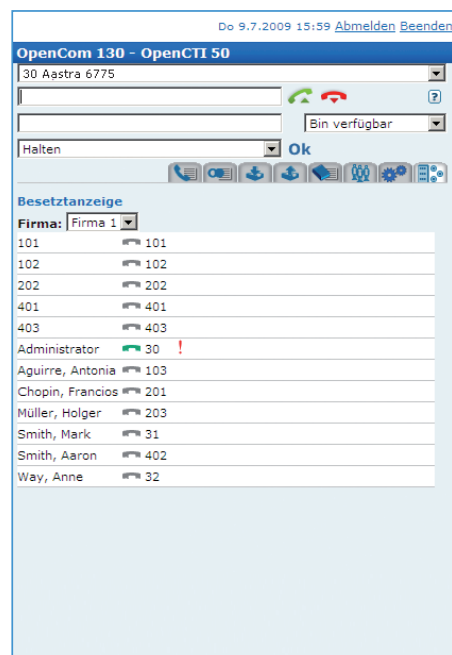 Do 9.7.2009 15:59 Abmelden Beenden
OpenCom 130 - OpenCTI 50
30 Aastra 6775
?
Bin verfügbar
Halten Ok
Besetztanzeige
Firma: Firma 1
101 101
102 102
202 202
401 401
403 403
Administrator 30 !
Aguirre, Antonia 103
Chopin, Francios 201
Müller, Holger 203
Smith, Mark 31
Smith, Aaron 402
Way, Anne 32